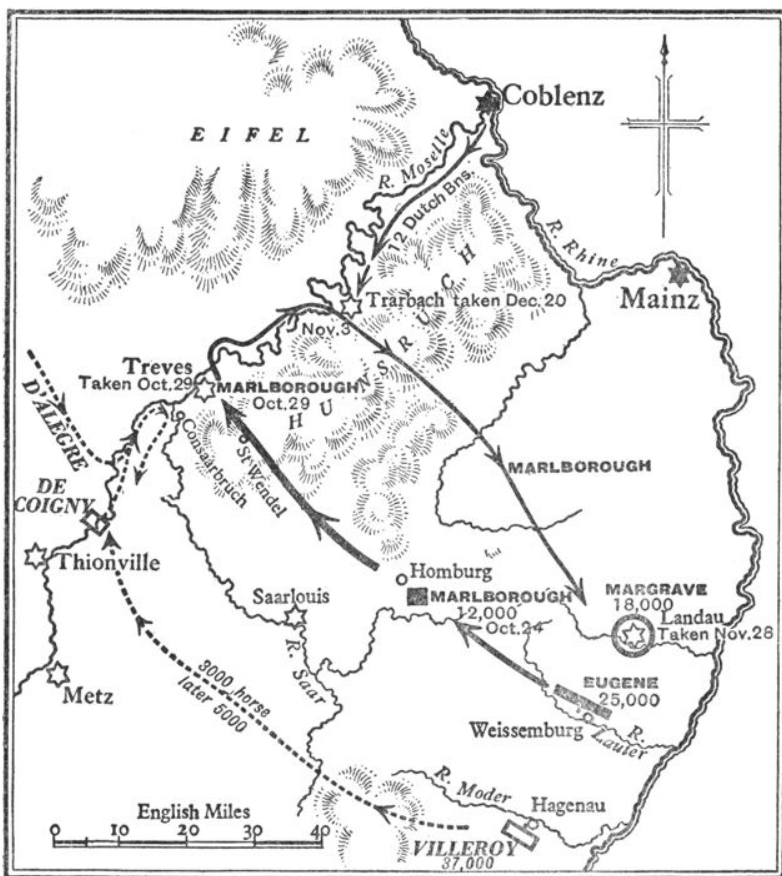 Coblenz
EIFEL
R. Moselle
12 Dutch Bns.
R. Rhine
Mainz
HUNSRUCH
Trarbach taken Dec. 20
Nov. 3
Treves
Taken Oct. 29
MARLBOROUGH
Oct. 29
D'ALEGRE
Consaarbruch
St Wendel
MARLBOROUGH
DE
COIGNY
Thionville
Homburg
MARLBOROUGH
12,000
Oct. 24
MARGRAVE
18,000
Landau
Taken Nov. 28
Saarlouis
R. Saar
EUGENE
25,000
Metz
3000 horse
later 5000
Weissemburg
R. Lauter
R. Moder
Hagenau
English Miles
0 10 20 30 40
VILLEROY
37,000